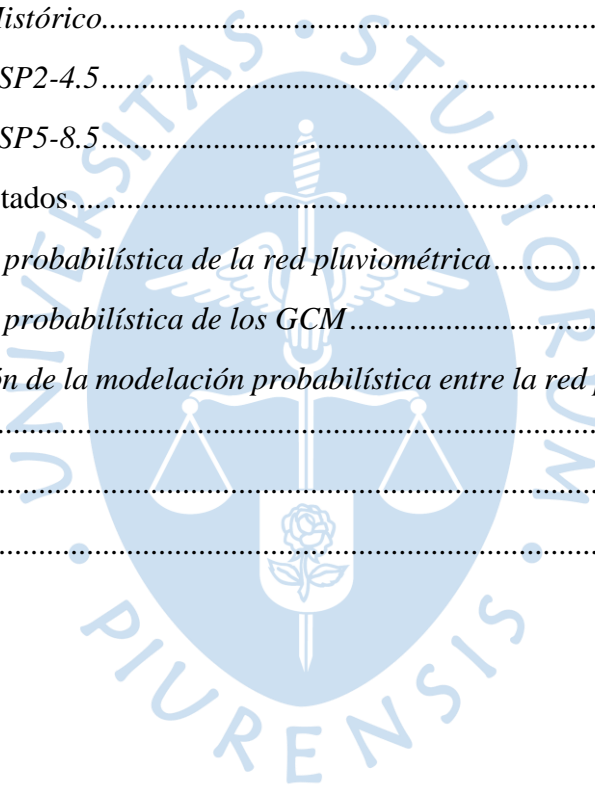 Histórico....................................................
SP2-4.5....................................................
SP5-8.5....................................................
tados....................................................
probabilística de la red pluviométrica....................
probabilística de los GCM....................................
ón de la modelación probabilística entre la red p
....................................................
....................................................
....................................................
UNIVERSITAS • STUDIORUM • PIURENSIS •